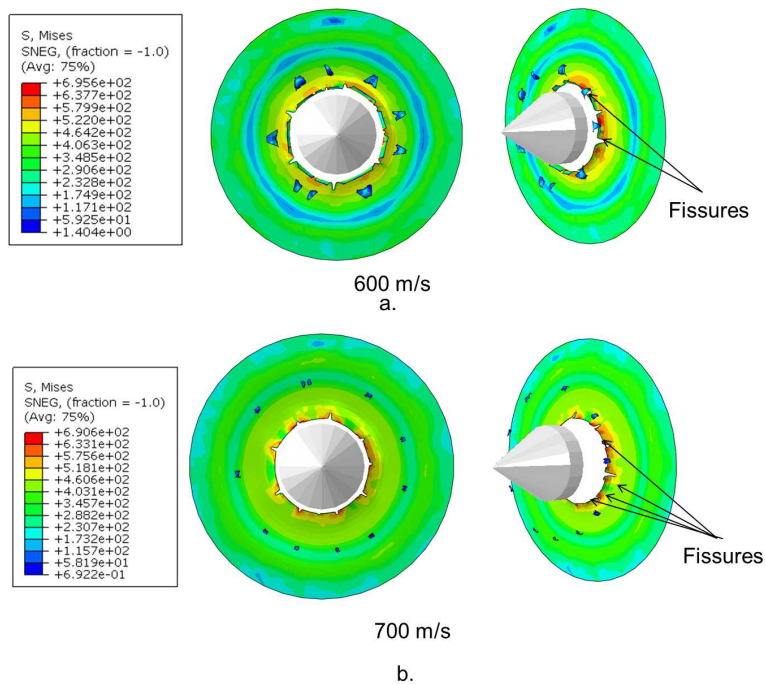 S, Mises
SNEG, (fraction = -1.0)
(Avg: 75%)
+6.956e+02
+6.377e+02
+5.799e+02
+5.220e+02
+4.642e+02
+4.063e+02
+3.485e+02
+2.906e+02
+2.328e+02
+1.749e+02
+1.171e+02
+5.925e+01
+1.404e+00
Fissures
600 m/s
a.
S, Mises
SNEG, (fraction = -1.0)
(Avg: 75%)
+6.906e+02
+6.331e+02
+5.756e+02
+5.181e+02
+4.606e+02
+4.031e+02
+3.457e+02
+2.882e+02
+2.307e+02
+1.732e+02
+1.157e+02
+5.819e+01
+6.922e-01
Fissures
700 m/s
b.